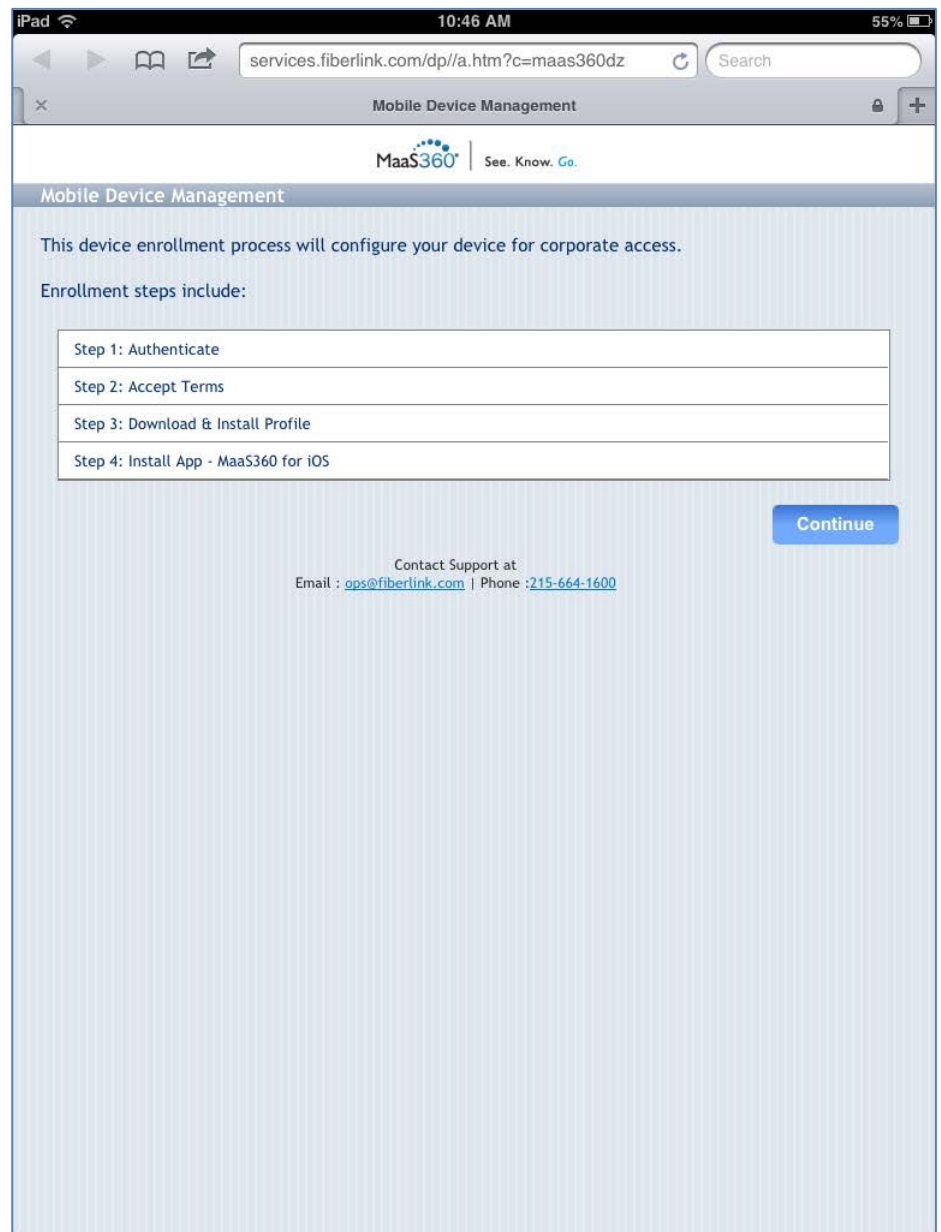 iPad 10:46 AM 55%
services.fiberlink.com/dp//a.htm?c=maas360dz Search
Mobile Device Management
MaaS360 See. Know. Go.
Mobile Device Management
This device enrollment process will configure your device for corporate access.
Enrollment steps include:
Step 1: Authenticate
Step 2: Accept Terms
Step 3: Download & Install Profile
Step 4: Install App - MaaS360 for iOS
Continue
Contact Support at
Email : ops@fiberlink.com | Phone :215-664-1600